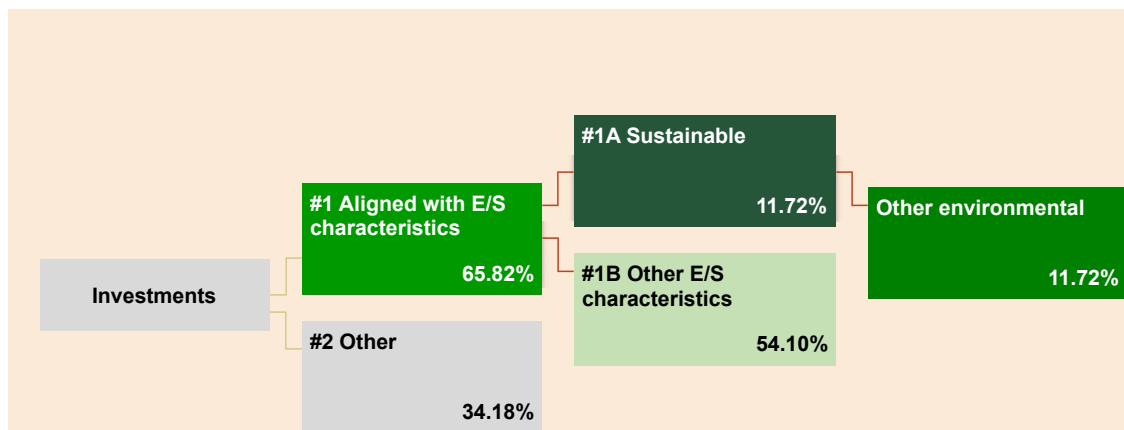 Investments
#1 Aligned with E/S
characteristics
65.82%
#2 Other
34.18%
#1A Sustainable
11.72%
#1B Other E/S
characteristics
54.10%
Other environmental
11.72%